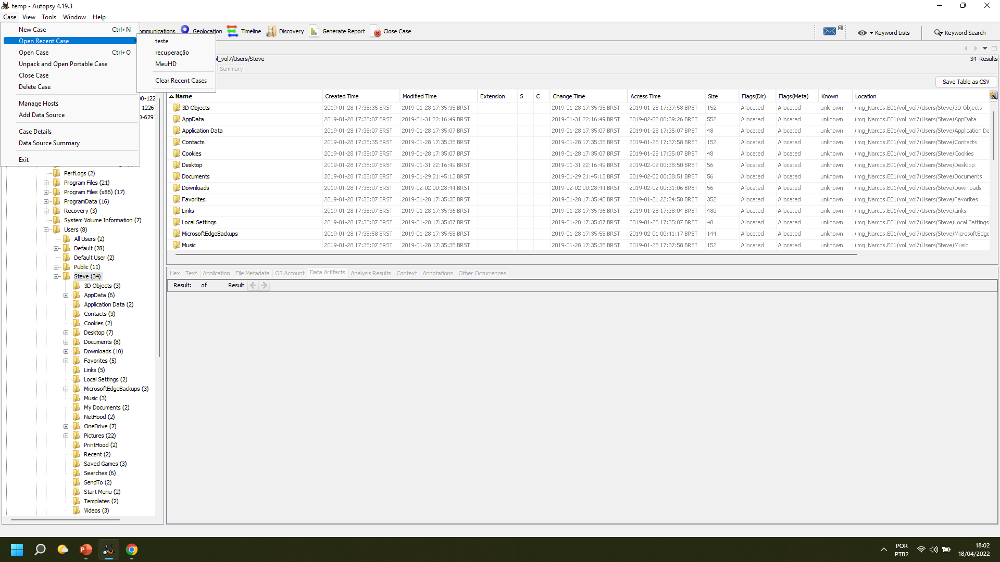 temp - Autopsy 4.19.3
Case View Tools Window Help
New Case Ctrl+N
Open Recent Case
Open Case Ctrl+O
Unpack and Open Portable Case
Close Case
Delete Case
Manage Hosts
Add Data Source
Case Details
Data Source Summary
Exit
teste
recuperação
MeuHD
Clear Recent Cases
ommunications Geolocation Timeline Discovery Generate Report Close Case
3 Keyword Lists Keyword Search
l_vol7/Users/Steve 34 Results
Summary
Save Table as CSV
00-122
1226
0-6291
PerfLogs (2)
Program Files (21)
Program Files (x86) (17)
ProgramData (16)
Recovery (3)
System Volume Information (7)
Users (8)
All Users (2)
Default (28)
Default User (2)
Public (11)
Steve (34)
3D Objects (3)
AppData (6)
Application Data (2)
Contacts (3)
Cookies (2)
Desktop (7)
Documents (8)
Downloads (10)
Favorites (5)
Links (5)
Local Settings (2)
MicrosoftEdgeBackups (3)
Music (3)
My Documents (2)
NetHood (2)
OneDrive (7)
Pictures (22)
PrintHood (2)
Recent (2)
Saved Games (3)
Searches (6)
SendTo (2)
Start Menu (2)
Templates (2)
Videos (3)
Name Created Time Modified Time Extension S C Change Time Access Time Size Flags(Dir) Flags(Meta) Known Location
3D Objects 2019-01-28 17:35:35 BRST 2019-01-28 17:35:35 BRST 2019-01-28 17:35:35 BRST 2019-01-28 17:37:58 BRST 152 Allocated Allocated unknown /img_Narcos.E01/vol_vol7/Users/Steve/3D Objects
AppData 2019-01-28 17:35:07 BRST 2019-01-31 22:16:49 BRST 2019-01-31 22:16:49 BRST 2019-02-02 00:39:26 BRST 552 Allocated Allocated unknown /img_Narcos.E01/vol_vol7/Users/Steve/AppData
Application Data 2019-01-28 17:35:07 BRST 2019-01-28 17:35:07 BRST 2019-01-28 17:35:07 BRST 2019-01-28 17:35:07 BRST 48 Allocated Allocated unknown /img_Narcos.E01/vol_vol7/Users/Steve/Application Da
Contacts 2019-01-28 17:35:35 BRST 2019-01-28 17:35:35 BRST 2019-01-28 17:35:35 BRST 2019-01-28 17:37:58 BRST 152 Allocated Allocated unknown /img_Narcos.E01/vol_vol7/Users/Steve/Contacts
Cookies 2019-01-28 17:35:07 BRST 2019-01-28 17:35:07 BRST 2019-01-28 17:35:07 BRST 2019-01-28 17:35:07 BRST 48 Allocated Allocated unknown /img_Narcos.E01/vol_vol7/Users/Steve/Cookies
Desktop 2019-01-28 17:35:07 BRST 2019-01-31 22:16:49 BRST 2019-01-31 22:16:49 BRST 2019-02-02 00:38:50 BRST 56 Allocated Allocated unknown /img_Narcos.E01/vol_vol7/Users/Steve/Desktop
Documents 2019-01-28 17:35:07 BRST 2019-01-29 21:45:13 BRST 2019-01-29 21:45:13 BRST 2019-02-02 00:38:51 BRST 56 Allocated Allocated unknown /img_Narcos.E01/vol_vol7/Users/Steve/Documents
Downloads 2019-01-28 17:35:07 BRST 2019-02-02 00:28:44 BRST 2019-02-02 00:28:44 BRST 2019-02-02 00:31:06 BRST 56 Allocated Allocated unknown /img_Narcos.E01/vol_vol7/Users/Steve/Downloads
Favorites 2019-01-28 17:35:07 BRST 2019-01-28 17:35:35 BRST 2019-01-28 17:35:40 BRST 2019-01-31 22:24:58 BRST 352 Allocated Allocated unknown /img_Narcos.E01/vol_vol7/Users/Steve/Favorites
Links 2019-01-28 17:35:07 BRST 2019-01-28 17:35:36 BRST 2019-01-28 17:35:36 BRST 2019-01-28 17:38:04 BRST 480 Allocated Allocated unknown /img_Narcos.E01/vol_vol7/Users/Steve/Links
Local Settings 2019-01-28 17:35:07 BRST 2019-01-28 17:35:07 BRST 2019-01-28 17:35:07 BRST 2019-01-28 17:35:07 BRST 48 Allocated Allocated unknown /img_Narcos.E01/vol_vol7/Users/Steve/Local Settings
MicrosoftEdgeBackups 2019-01-28 17:35:58 BRST 2019-01-28 17:35:58 BRST 2019-01-28 17:35:58 BRST 2019-02-01 00:41:17 BRST 144 Allocated Allocated unknown /img_Narcos.E01/vol_vol7/Users/Steve/MicrosoftEdge
Music 2019-01-28 17:35:07 BRST 2019-01-28 17:35:35 BRST 2019-01-28 17:35:35 BRST 2019-01-28 17:37:58 BRST 152 Allocated Allocated unknown /img_Narcos.E01/vol_vol7/Users/Steve/Music
Hex Text Application File Metadata OS Account Data Artifacts Analysis Results Context Annotations Other Occurrences
Result: of Result
POR
PTB2
18:02
18/04/2022